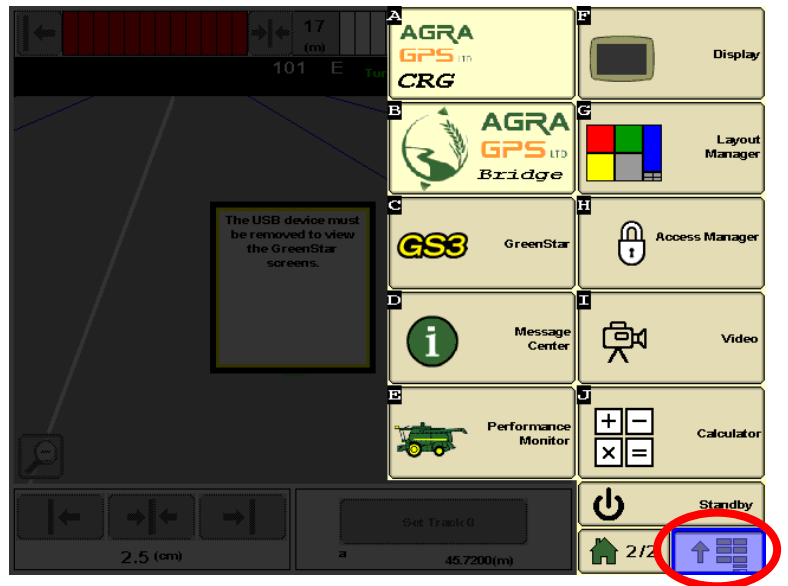 17
(m)
101 E Tur
The USB device must
be removed to view
the GreenStar
screens.
Set Track 0
2.5 (cm)
a 45.7200(m)
A
AGRA
GPS LTD
CRG
B
AGRA
GPS LTD
Bridge
C
GS3 GreenStar
D
i
Message
Center
E
Performance
Monitor
F
Display
G
Layout
Manager
H
Access Manager
I
Video
J
+ −
× =
Calculator
Standby
2/2